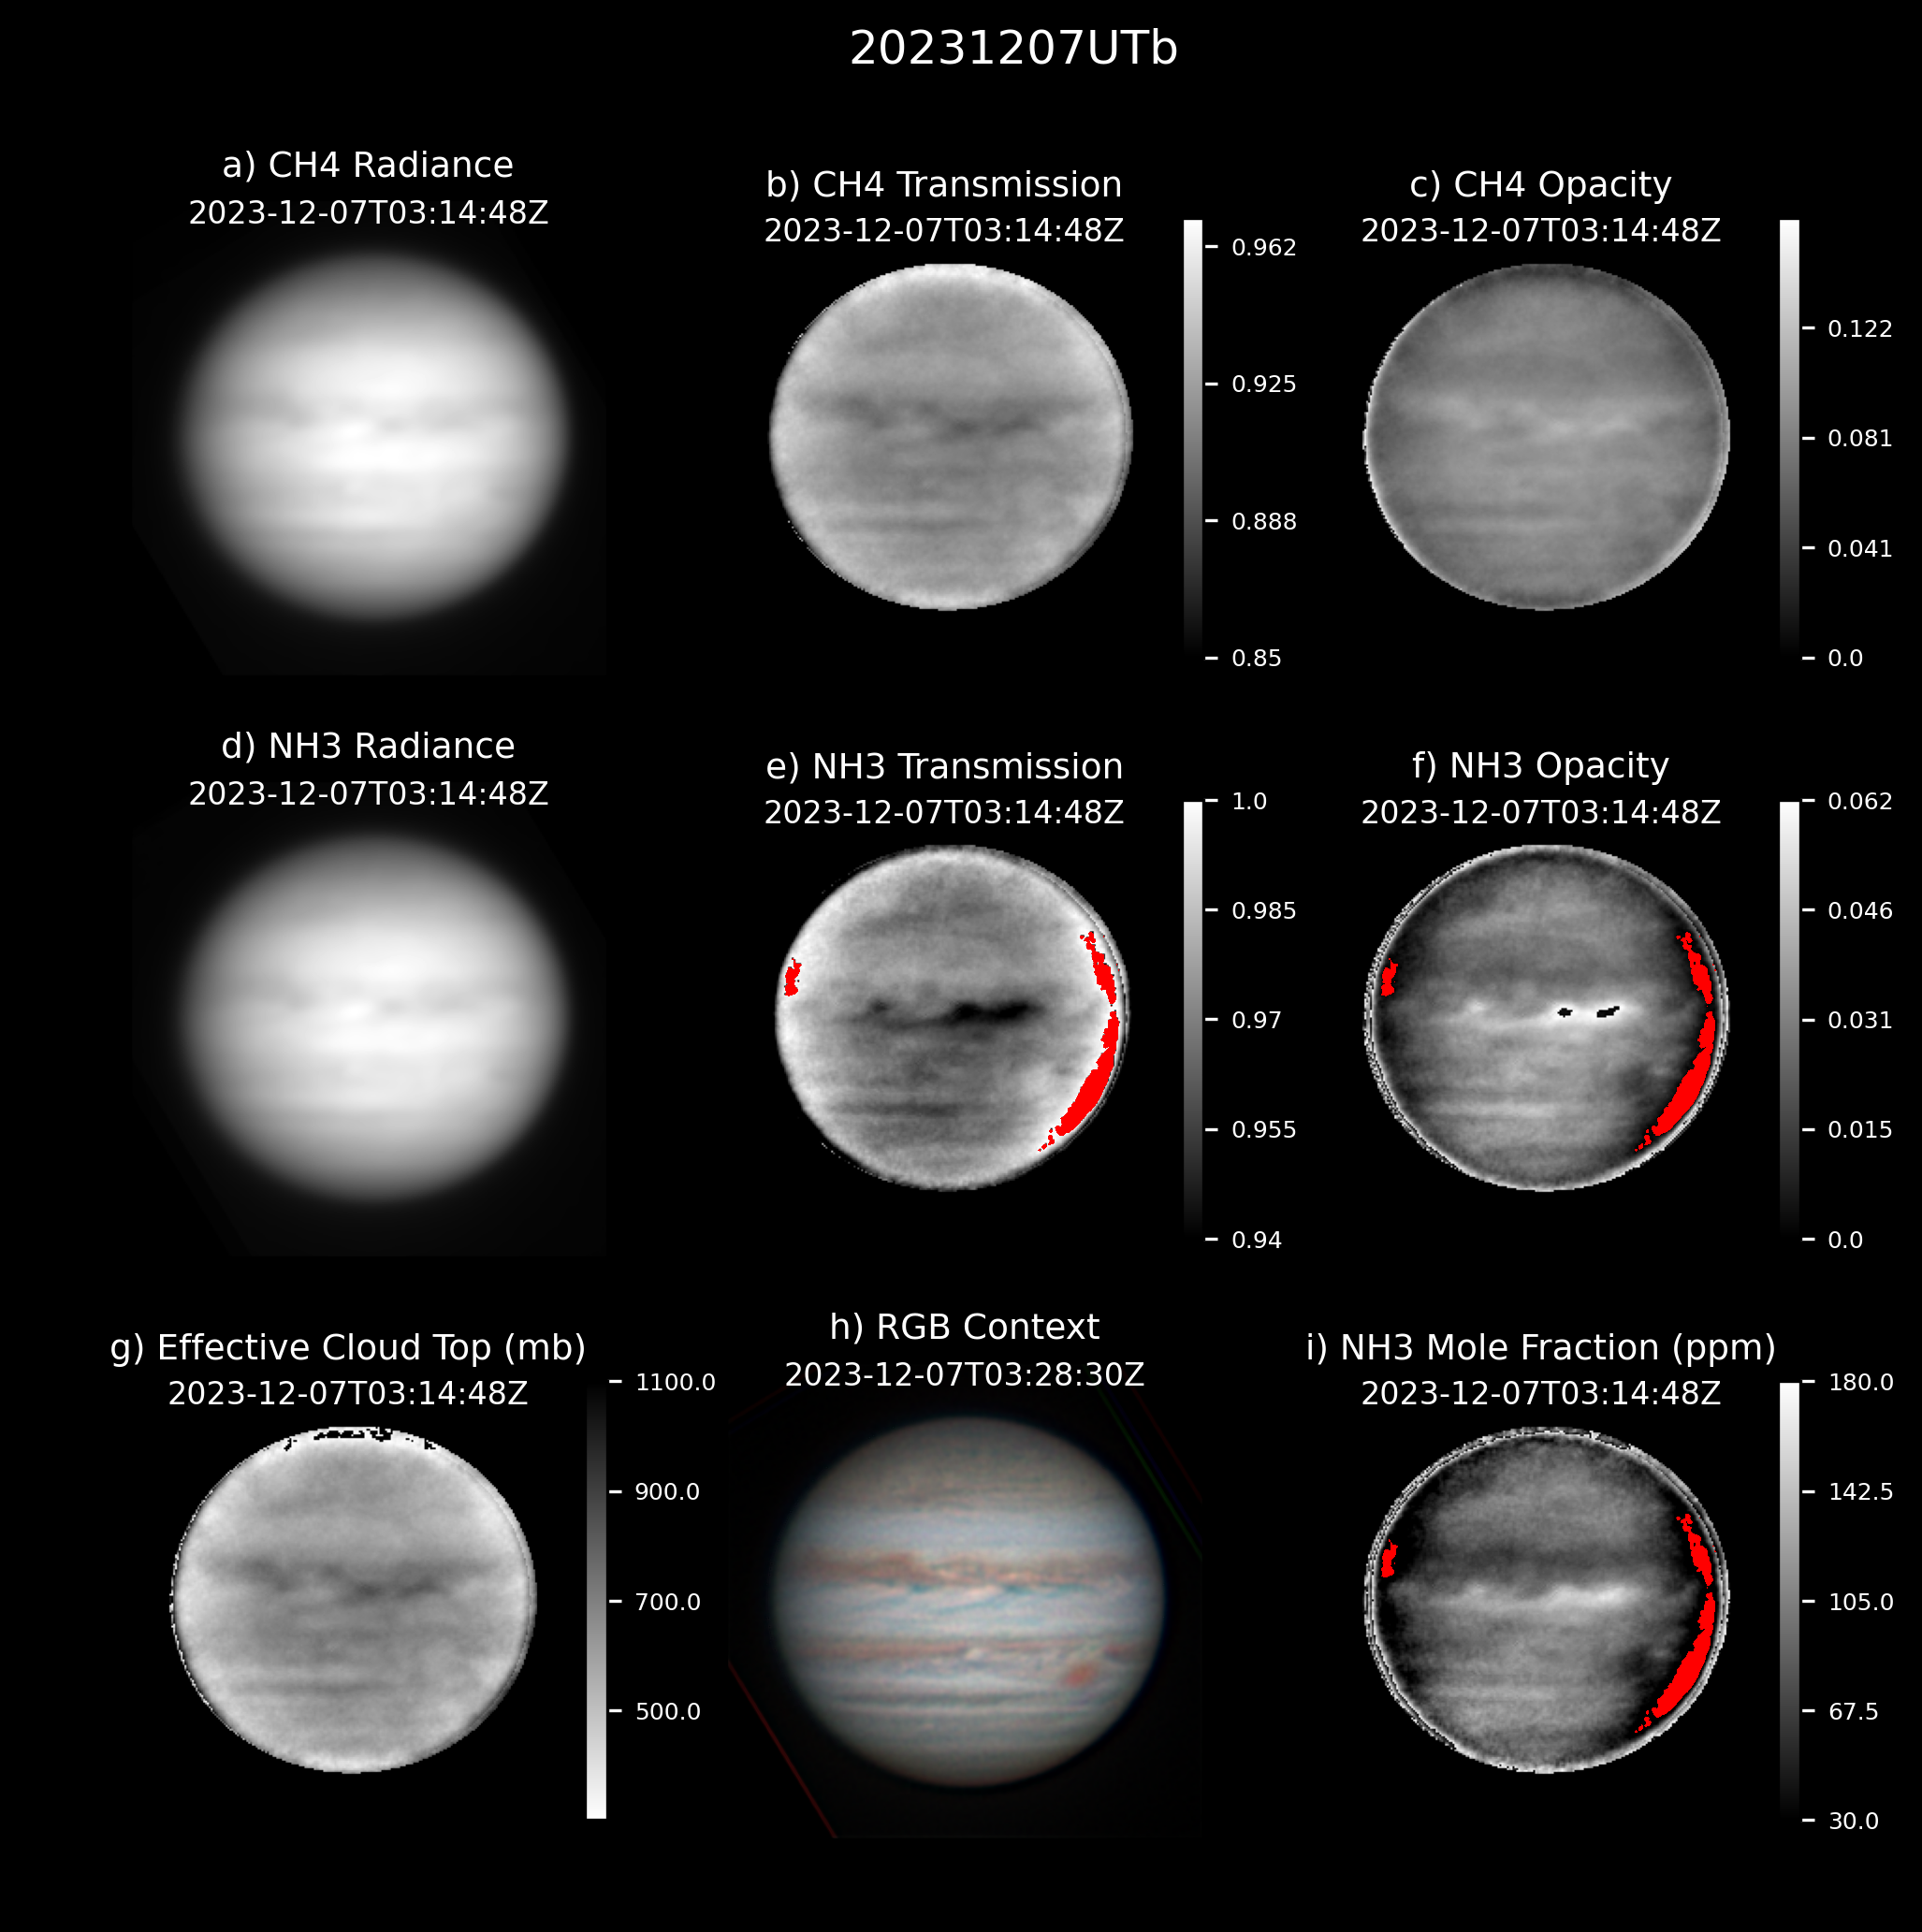 20231207UTb
a) CH4 Radiance
2023-12-07T03:14:48Z
b) CH4 Transmission
2023-12-07T03:14:48Z
0.962
0.925
0.888
0.85
c) CH4 Opacity
2023-12-07T03:14:48Z
0.122
0.081
0.041
0.0
d) NH3 Radiance
2023-12-07T03:14:48Z
e) NH3 Transmission
2023-12-07T03:14:48Z
1.0
0.985
0.97
0.955
0.94
f) NH3 Opacity
2023-12-07T03:14:48Z
0.062
0.046
0.031
0.015
0.0
g) Effective Cloud Top (mb)
2023-12-07T03:14:48Z
1100.0
900.0
700.0
500.0
h) RGB Context
2023-12-07T03:28:30Z
i) NH3 Mole Fraction (ppm)
2023-12-07T03:14:48Z
180.0
142.5
105.0
67.5
30.0